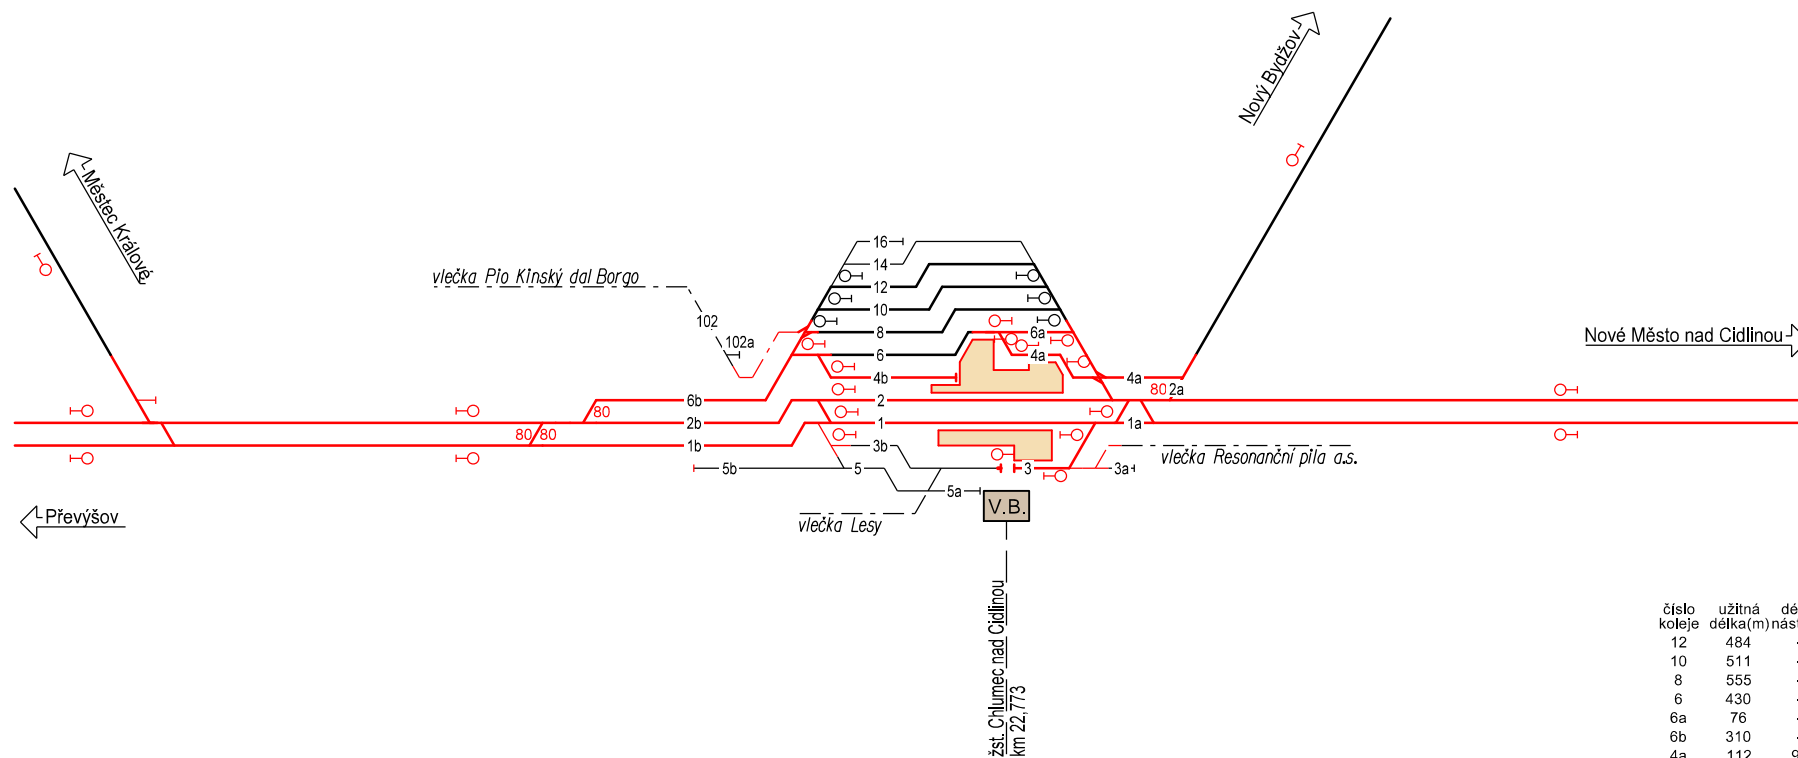 Nový Bydžov
Městec Králové
16
vlečka Pio Kinský dal Borgo
14
12
102
10
8
6a
102a
6
4a
4b
4a
80
2a
Nové Město nad Cidlinou
6b
80
2
2b
80
80
1
1a
1b
3b
vlečka Resonanční pila a.s.
5b
5
3
3a
5a
V.B.
Převýšov
vlečka Lesy
žst. Chlumec nad Cidlinou
km 22,773
číslo užitná dé
koleje délka(m) nást
12 484 -
10 511 -
8 555 -
6 430 -
6a 76 -
6b 310 -
4a 112 9